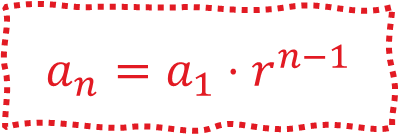 aₙ = a₁ · rⁿ⁻¹